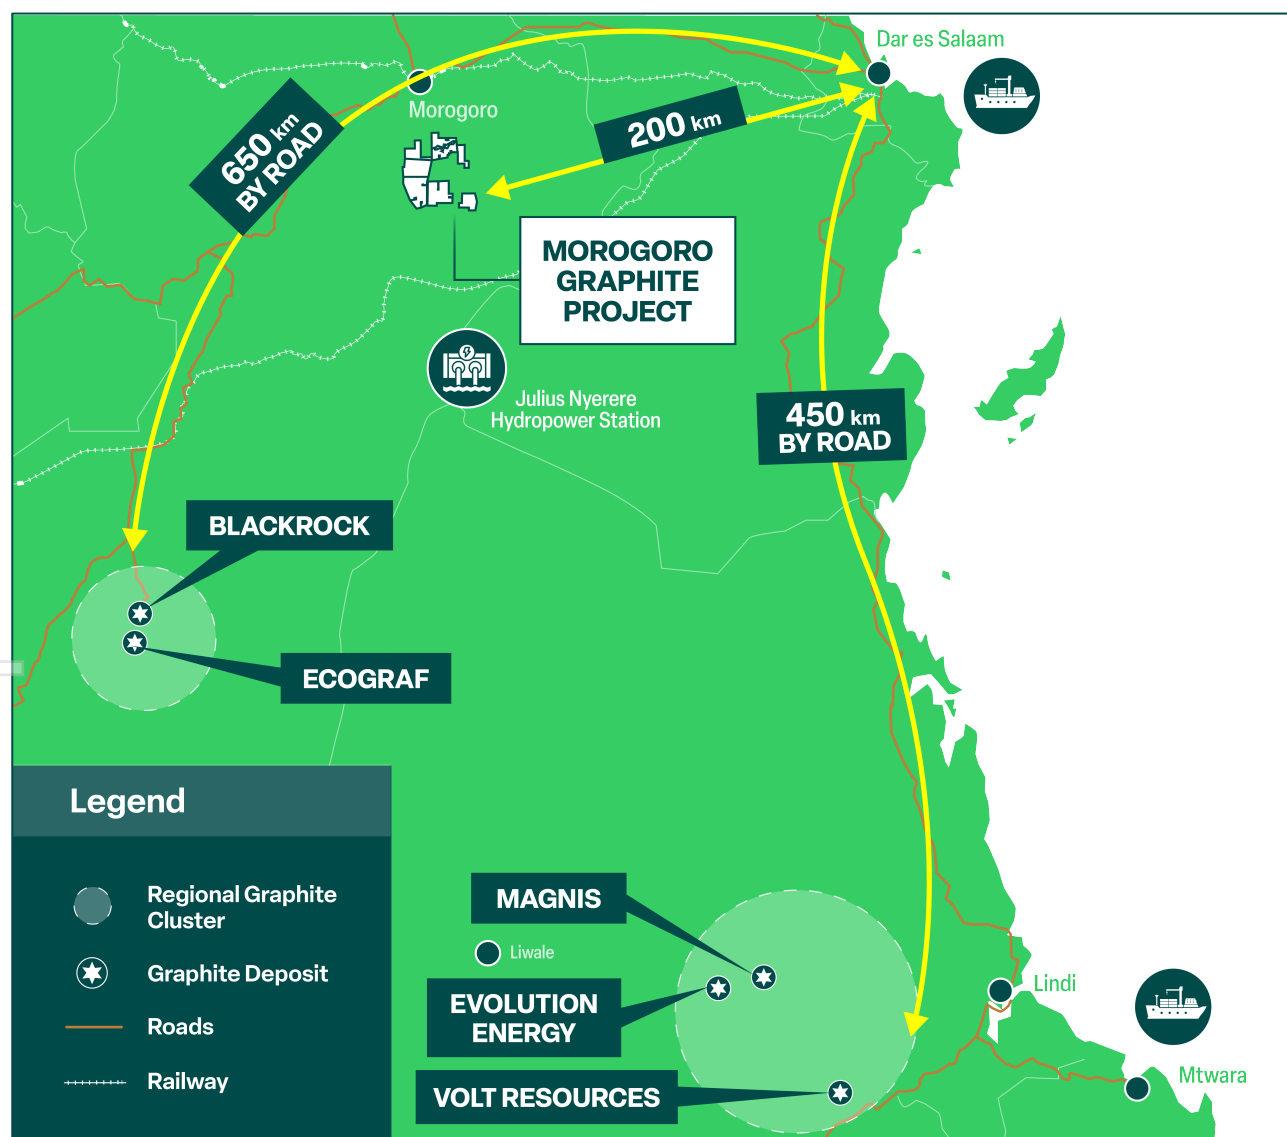 Dar es Salaam
Morogoro
650 km
BY ROAD
200 km
MOROGORO
GRAPHITE
PROJECT
Julius Nyerere
Hydropower Station
450 km
BY ROAD
BLACKROCK
ECOGRAF
Legend
Regional Graphite
Cluster
Graphite Deposit
Roads
Railway
MAGNIS
Liwale
EVOLUTION
ENERGY
VOLT RESOURCES
Lindi
Mtwara